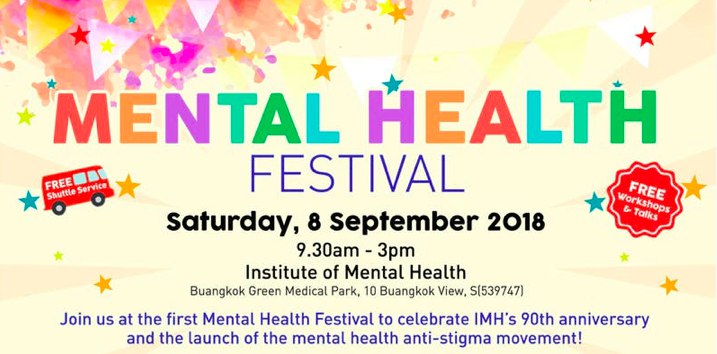 MENTAL HEALTH
FESTIVAL
FREE
Shuttle Service
FREE
Workshops
& Talks
Saturday, 8 September 2018
9.30am - 3pm
Institute of Mental Health
Buangkok Green Medical Park, 10 Buangkok View, S(539747)
Join us at the first Mental Health Festival to celebrate IMH's 90th anniversary
and the launch of the mental health anti-stigma movement!